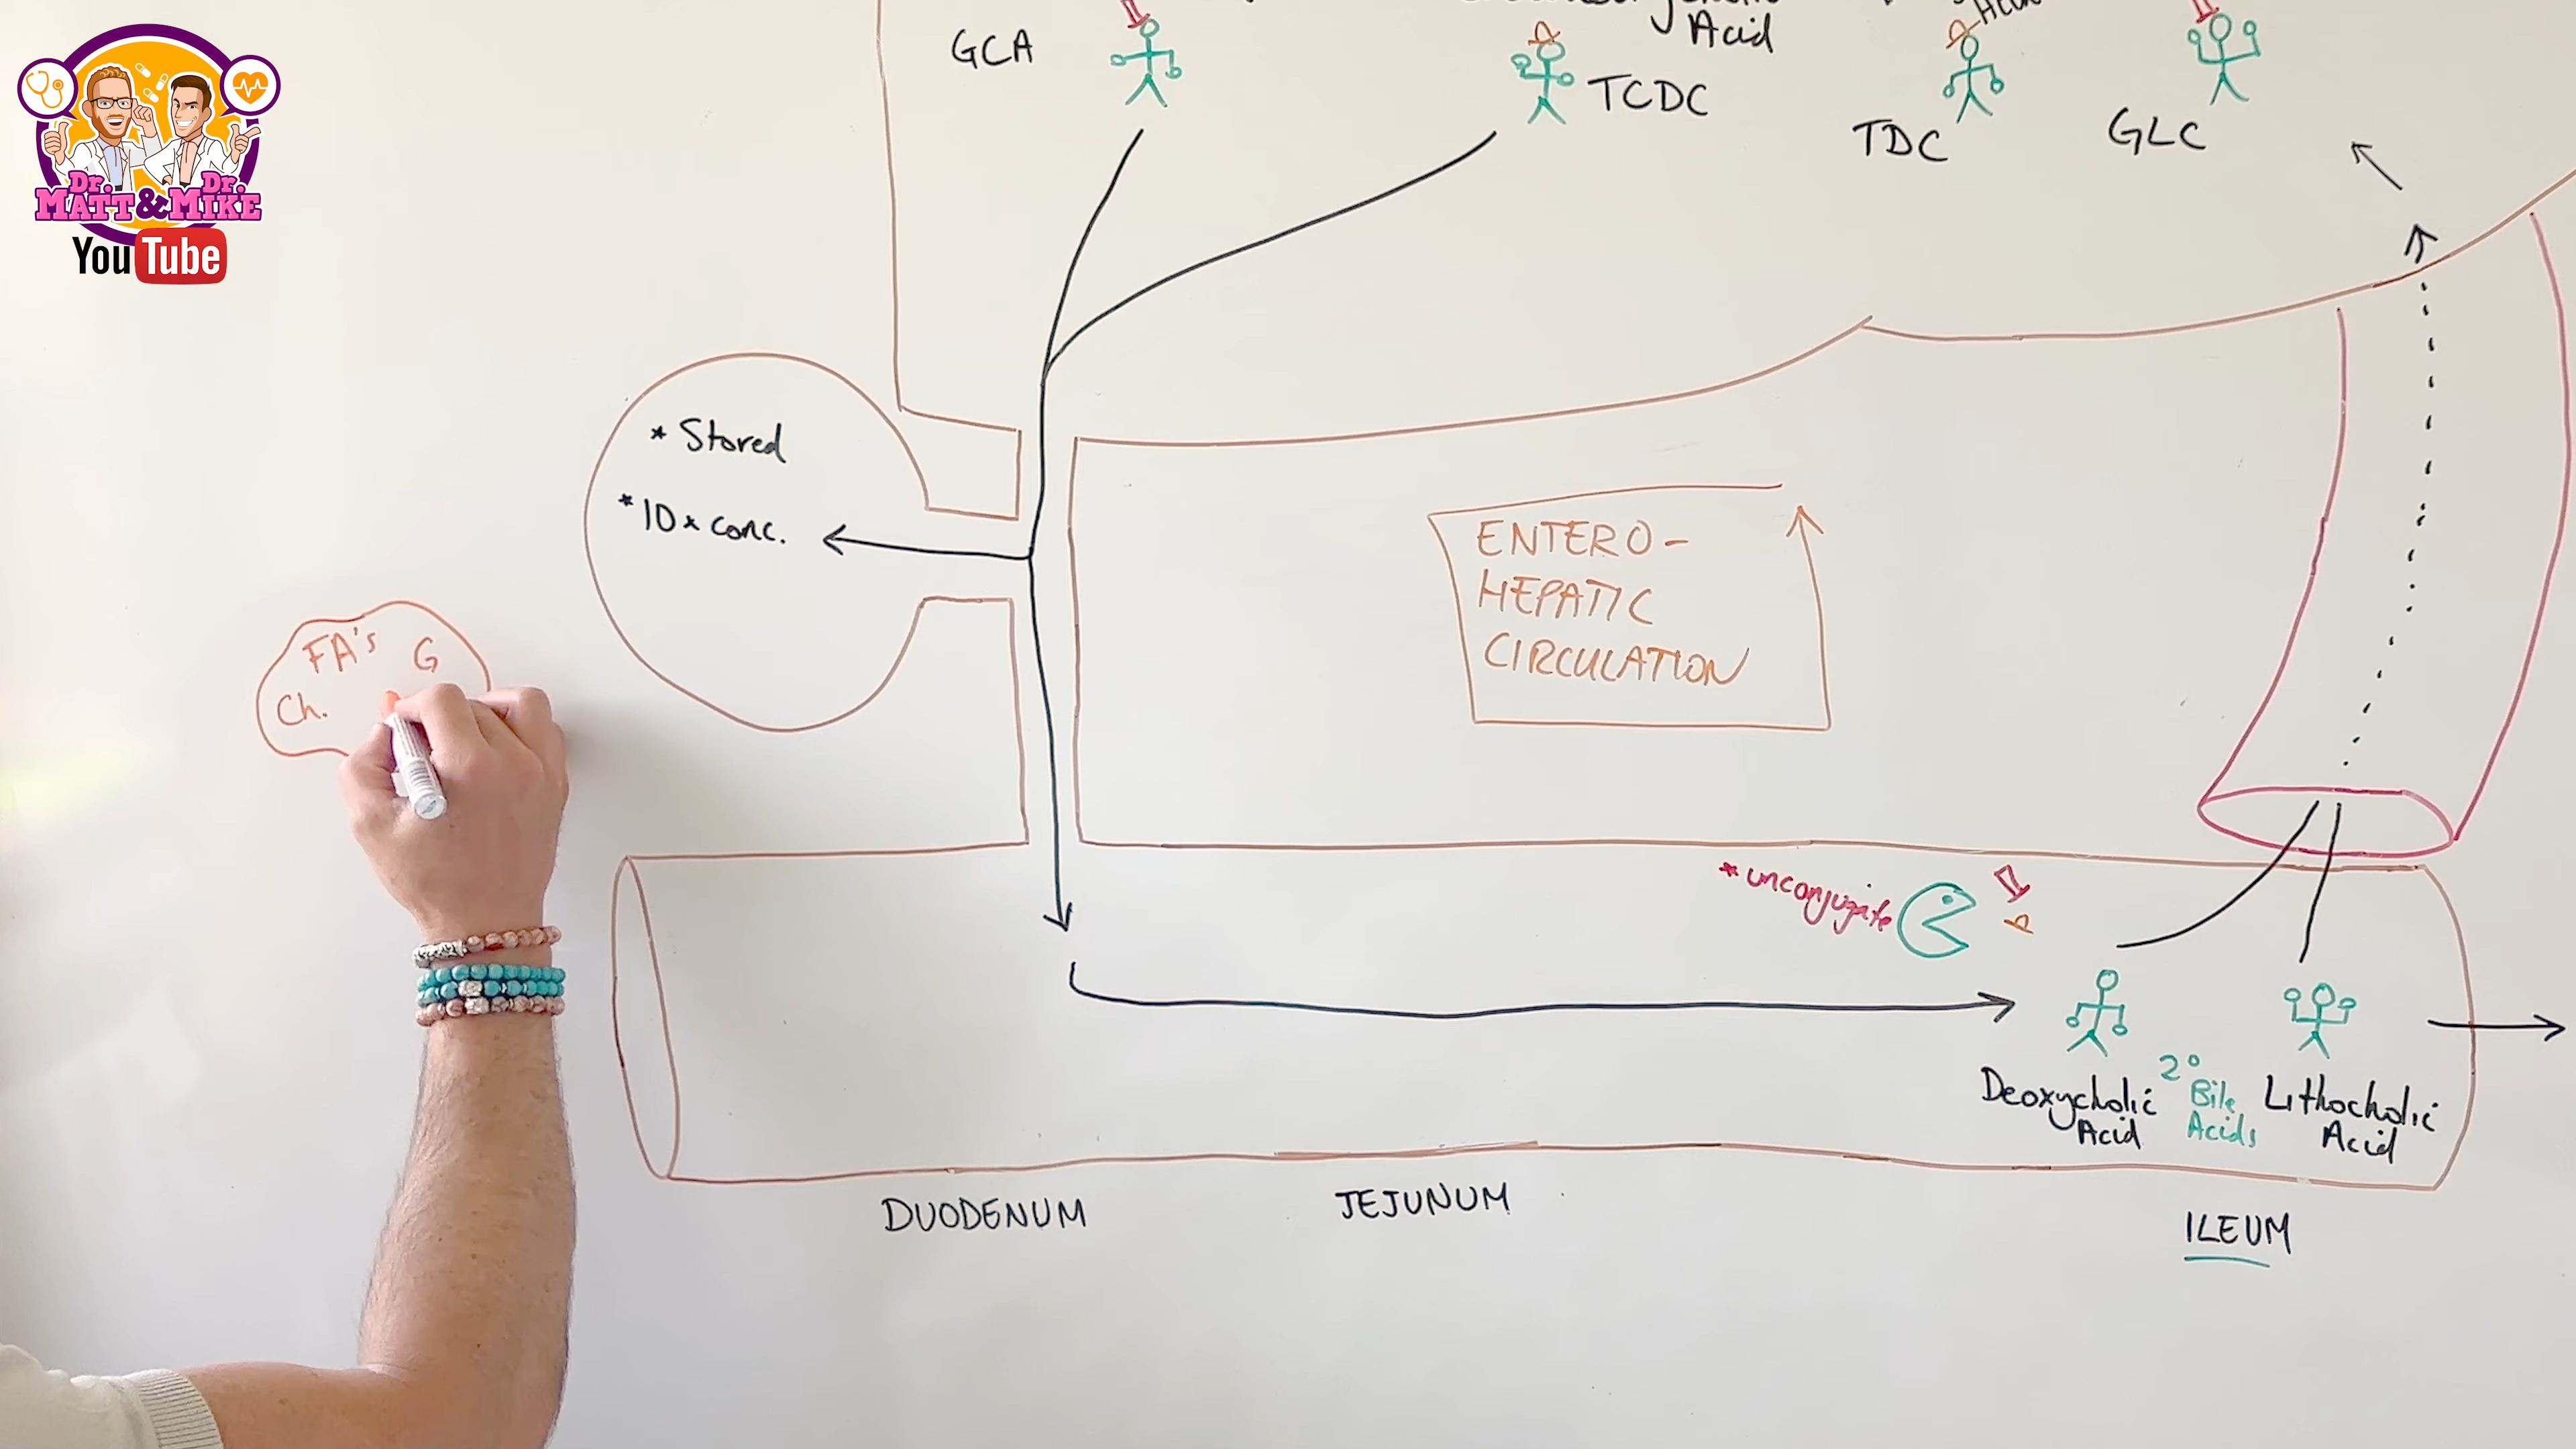 Acid
GCA
TCDC
TDC
GLC
Dr. Dr.
MATT & MIKE
YouTube
* Stored
* 10x conc.
ENTERO-
HEPATIC
CIRCULATION
FA's G
Ch.
* unconjugate
Deoxycholic
Acid
2°
Bile
Acids
Lithocholic
Acid
DUODENUM
JEJUNUM
ILEUM